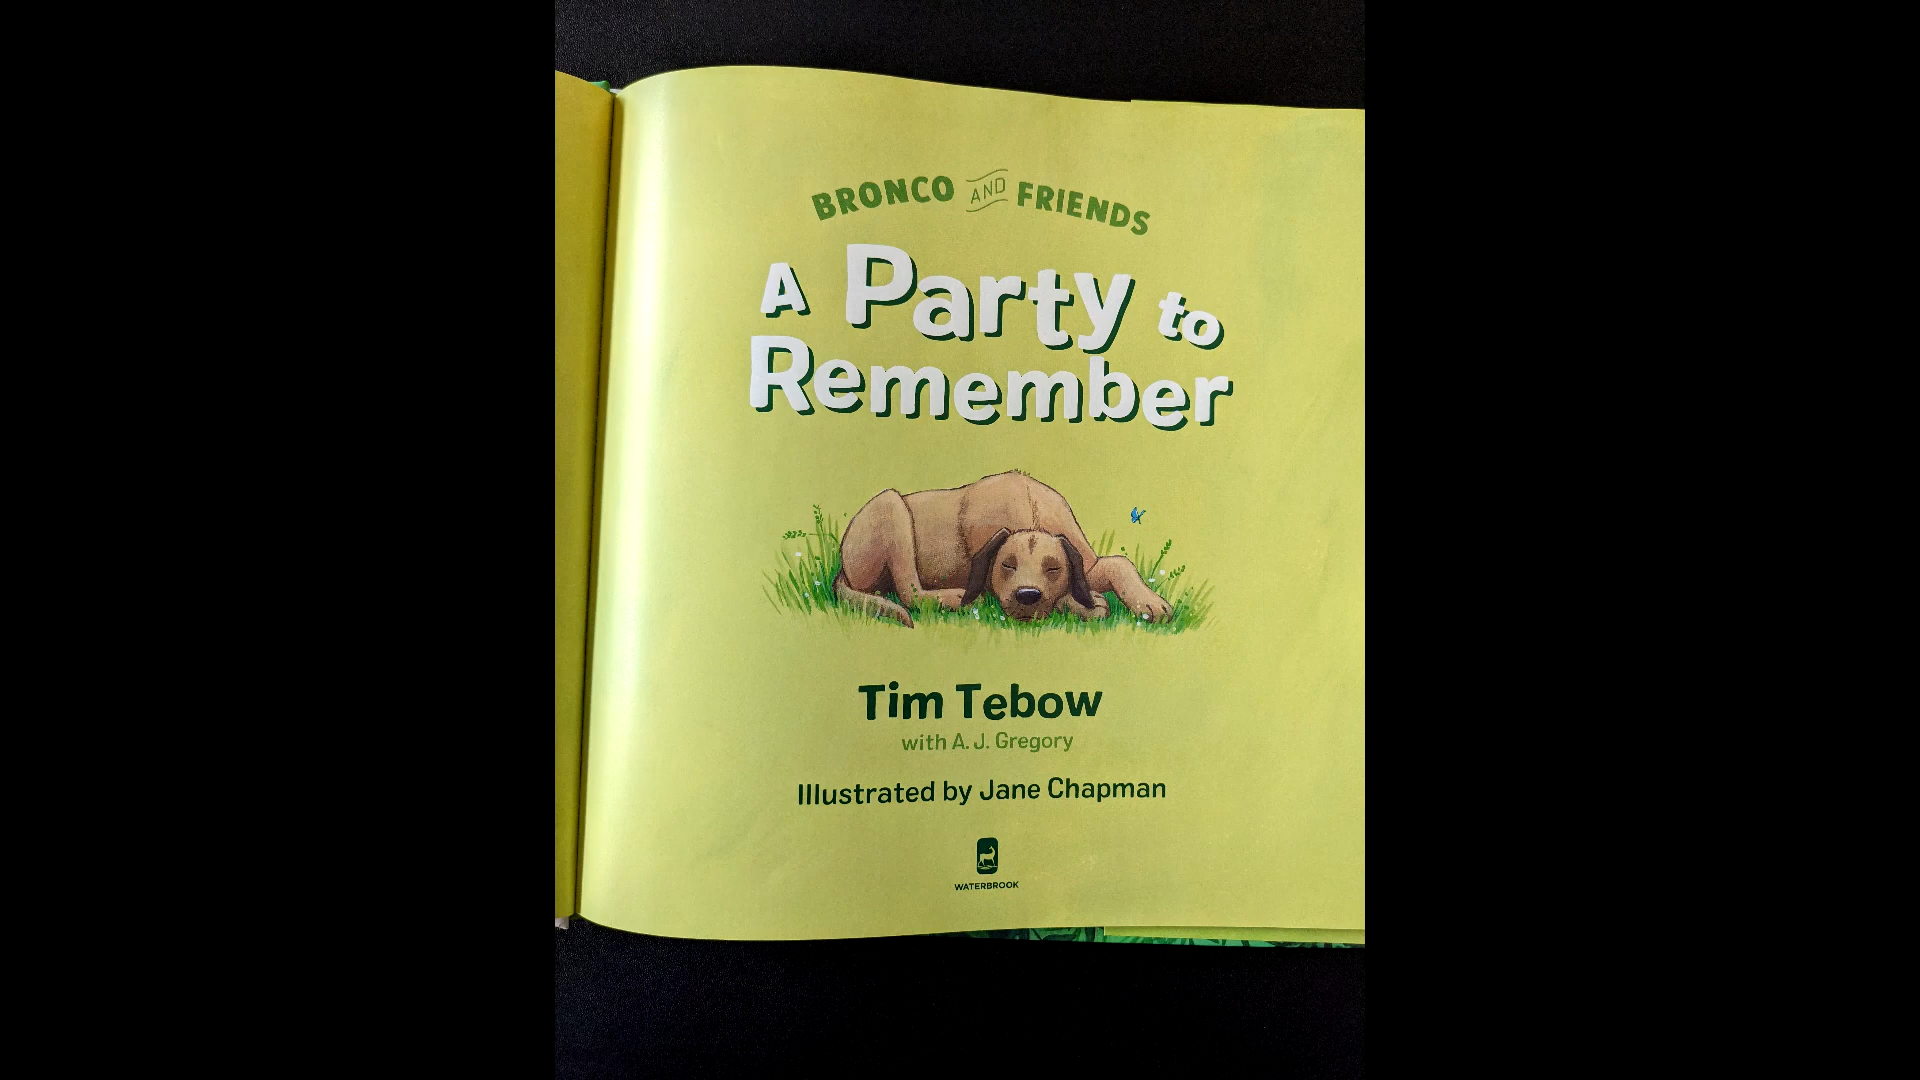 BRONCO AND FRIENDS
A Party to
Remember
Tim Tebow
with A. J. Gregory
Illustrated by Jane Chapman
WATERBROOK